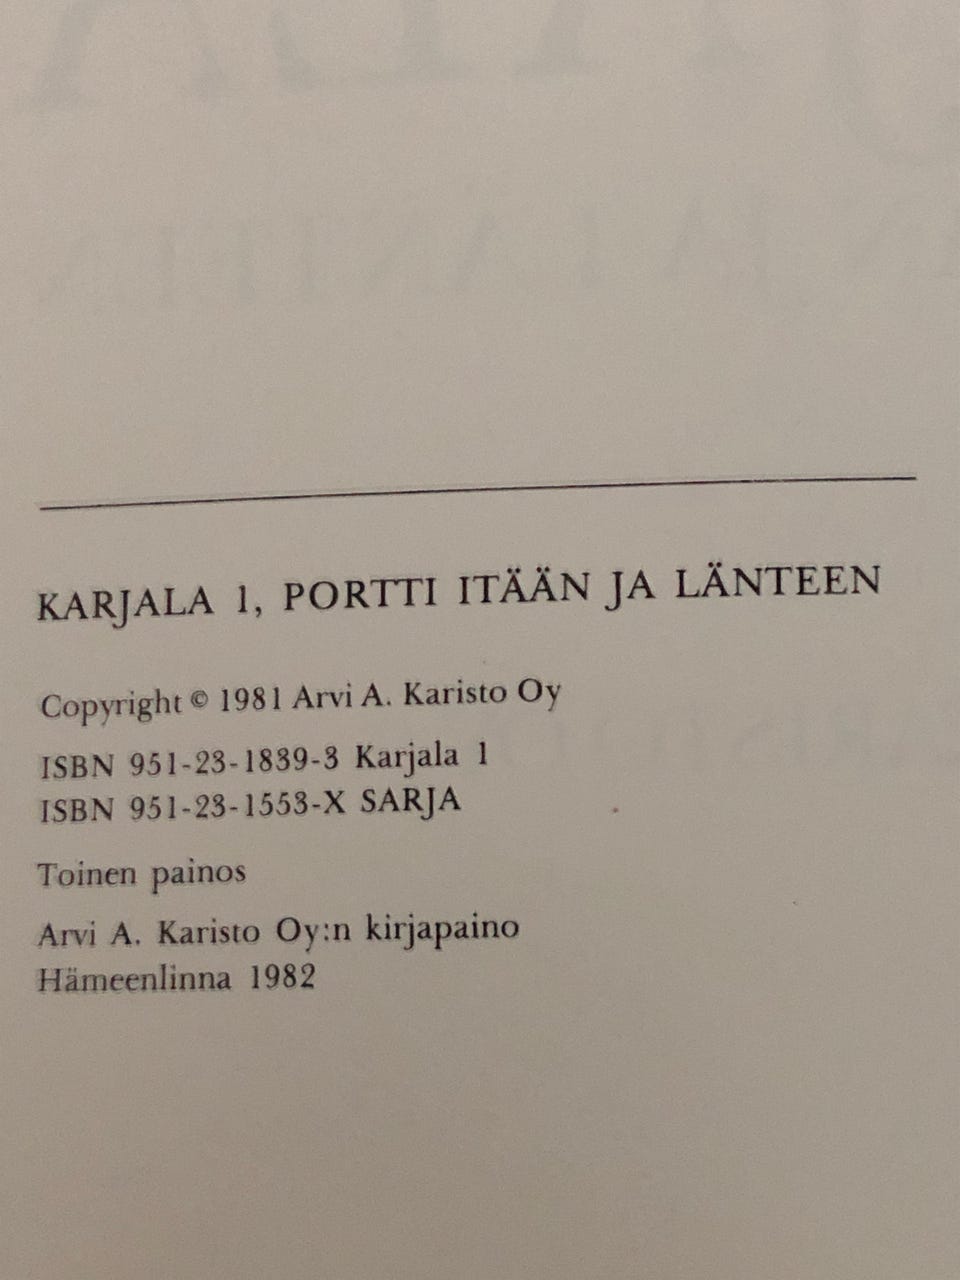 KARJALA 1, PORTTI ITÄÄN JA LÄNTEEN
Copyright © 1981 Arvi A. Karisto Oy
ISBN 951-23-1839-3 Karjala 1
ISBN 951-23-1553-X SARJA
Toinen painos
Arvi A. Karisto Oy:n kirjapaino
Hämeenlinna 1982